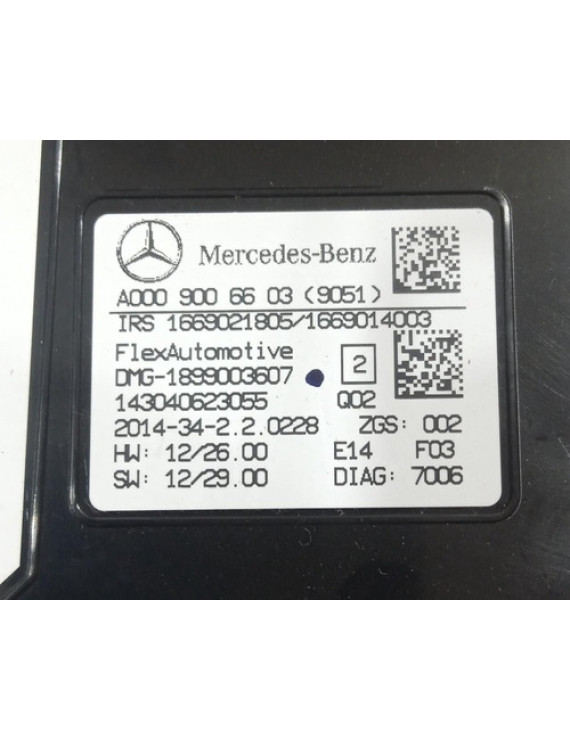 Mercedes-Benz
A000 900 66 03 (9051)
IRS 1669021805/1669014003
FlexAutomotive
DMG-1899003607 2
143040623055 Q02
2014-34-2.2.0228 ZGS: 002
HW: 12/26.00 E14 F03
SW: 12/29.00 DIAG: 7006